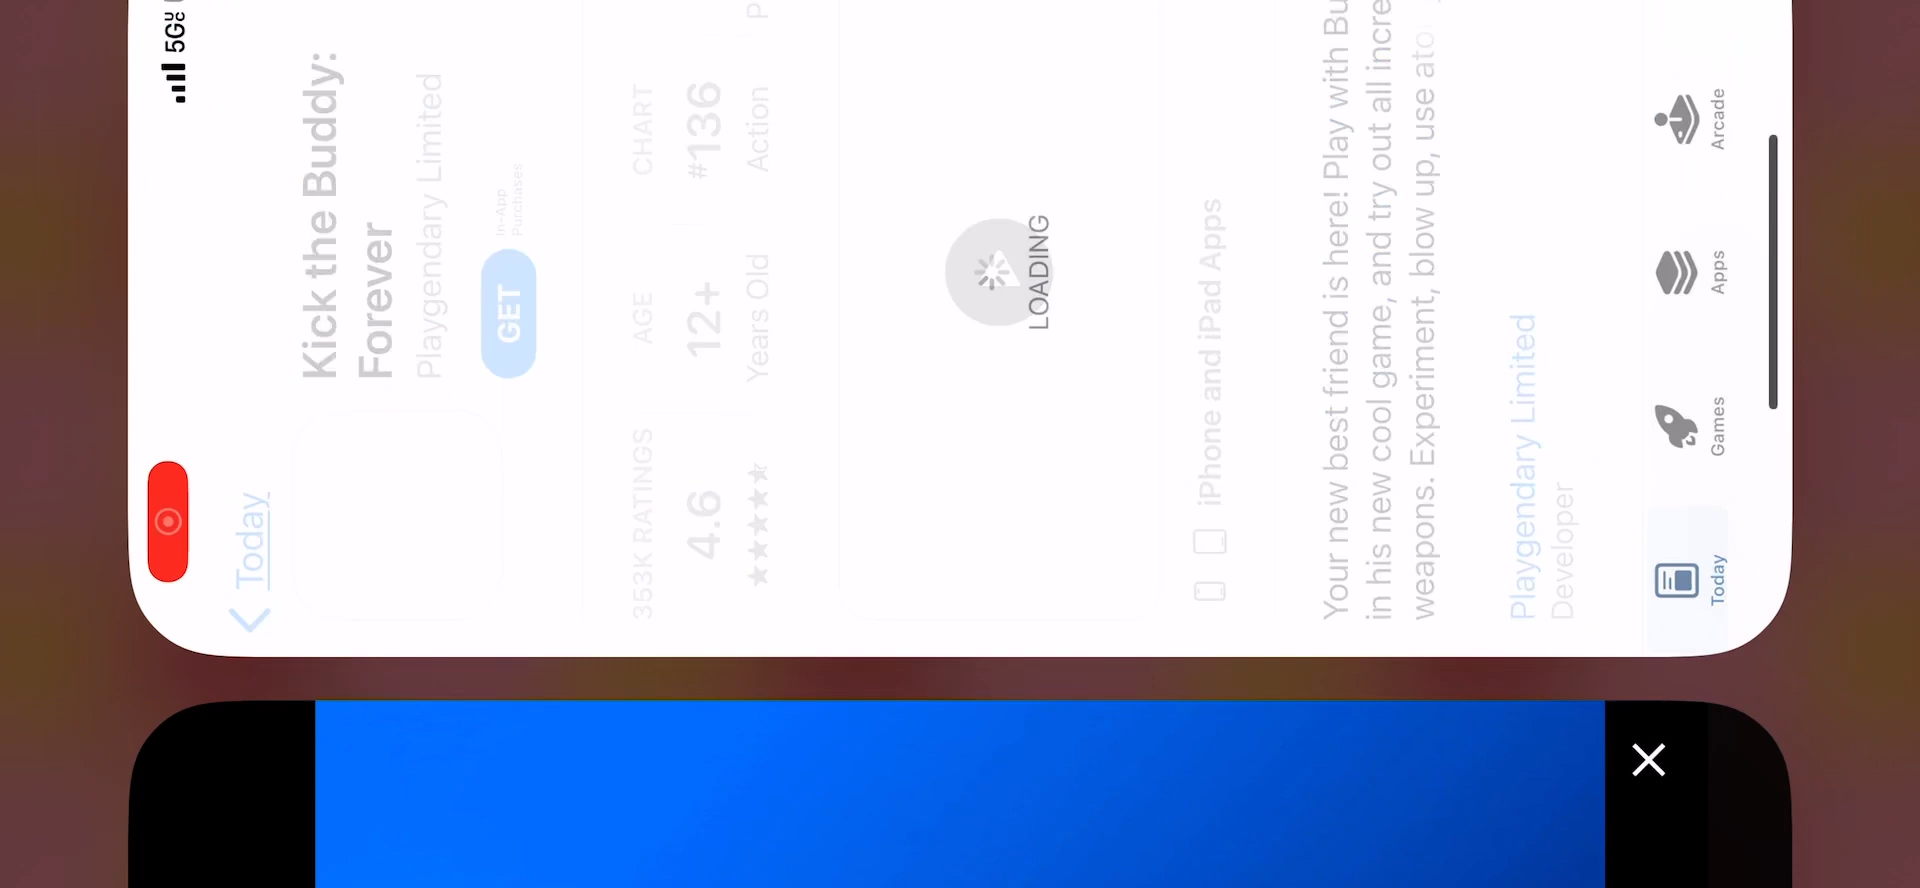 5G
Today
Kick the Buddy:
Forever
Playgendary Limited
GET
In-App
Purchases
353K RATINGS
4.6
AGE
12+
Years Old
CHART
#136
Action
LOADING
iPhone and iPad Apps
Your new best friend is here! Play with Bu
in his new cool game, and try out all incre
weapons. Experiment, blow up, use ato
Playgendary Limited
Developer
Today
Games
Apps
Arcade